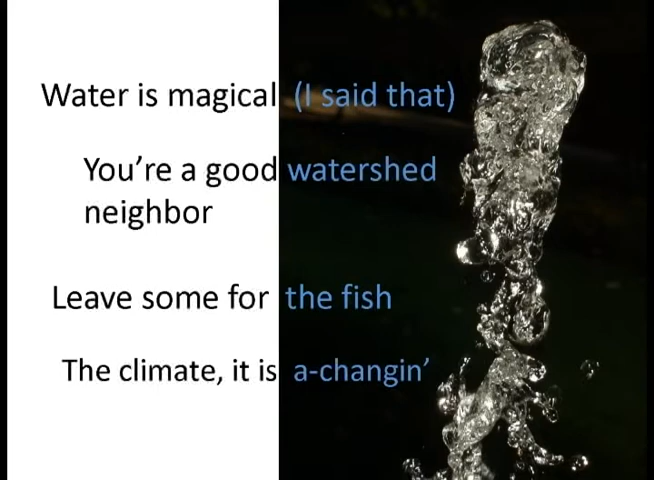 Water is magical (I said that)
You're a good watershed
neighbor
Leave some for the fish
The climate, it is a-changin'